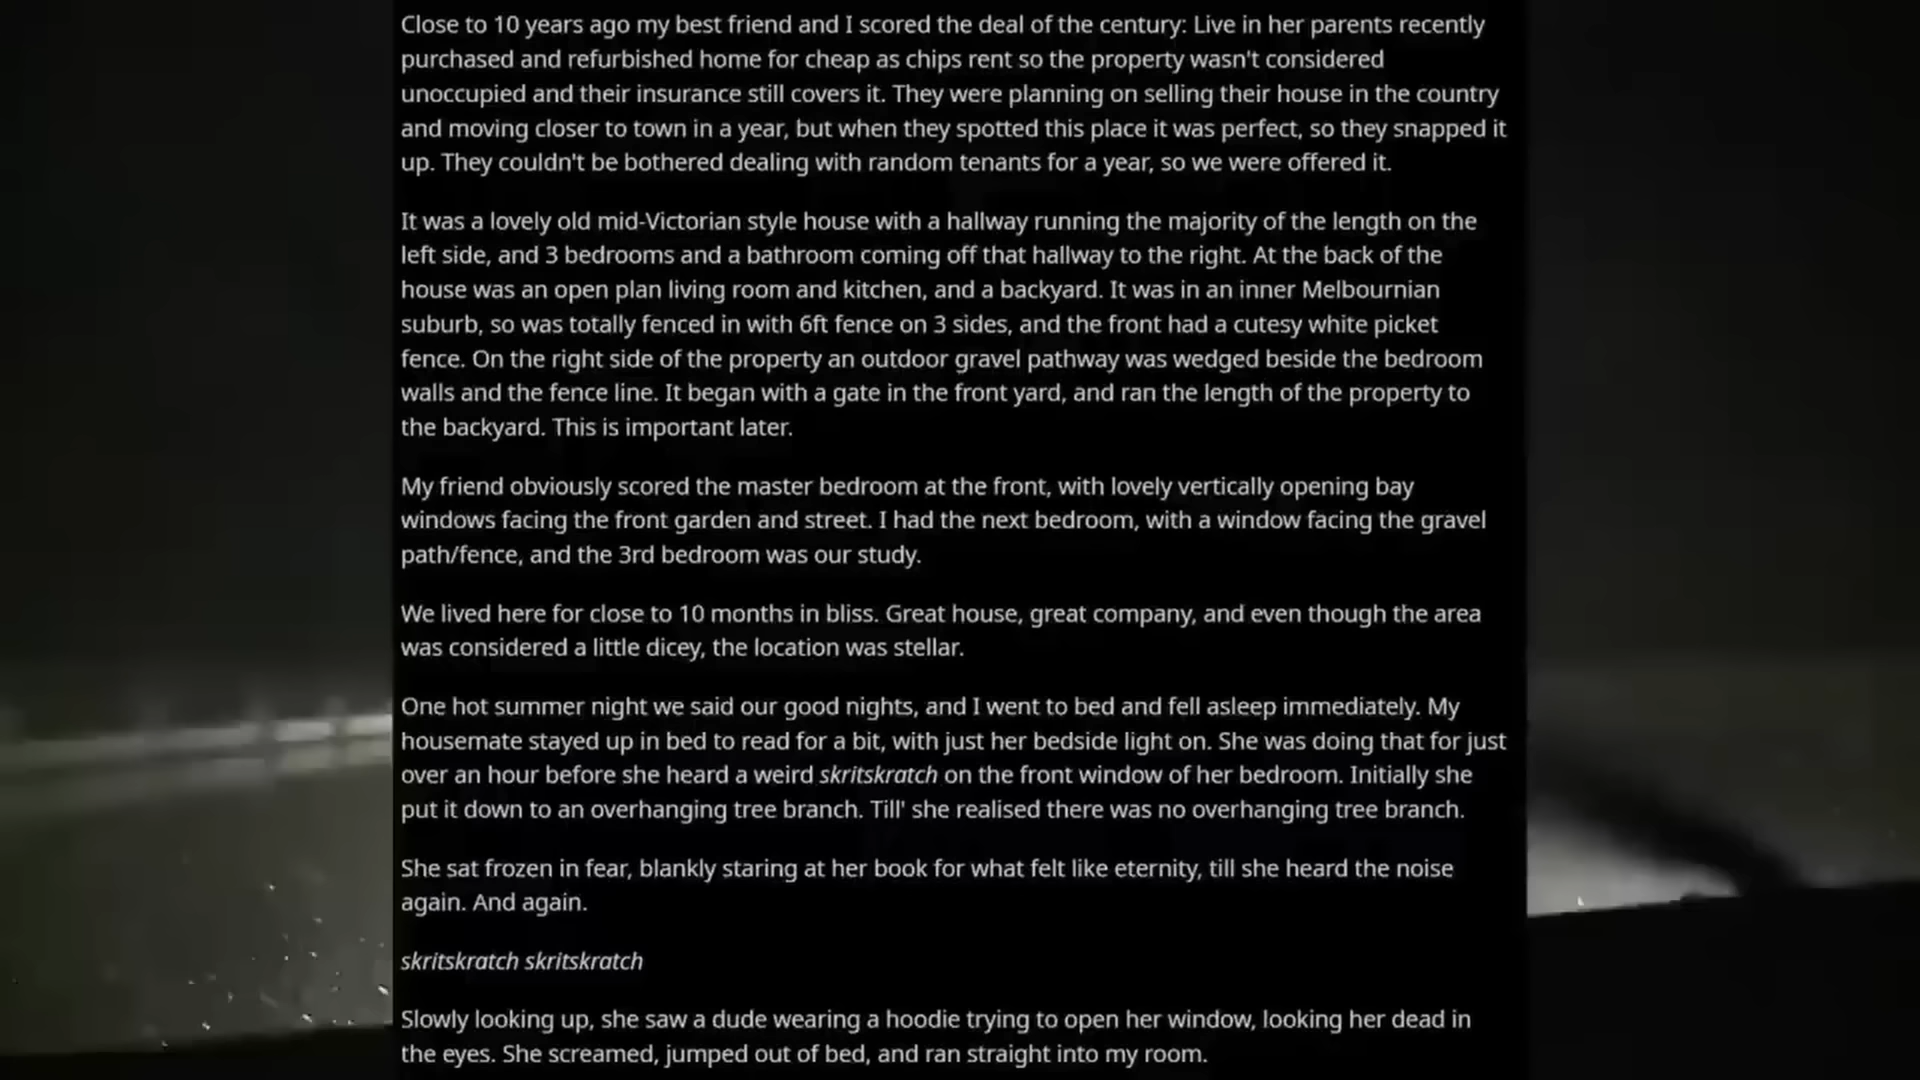 Close to 10 years ago my best friend and I scored the deal of the century: Live in her parents recently
purchased and refurbished home for cheap as chips rent so the property wasn't considered
unoccupied and their insurance still covers it. They were planning on selling their house in the country
and moving closer to town in a year, but when they spotted this place it was perfect, so they snapped it
up. They couldn't be bothered dealing with random tenants for a year, so we were offered it.
It was a lovely old mid-Victorian style house with a hallway running the majority of the length on the
left side, and 3 bedrooms and a bathroom coming off that hallway to the right. At the back of the
house was an open plan living room and kitchen, and a backyard. It was in an inner Melbournian
suburb, so was totally fenced in with 6ft fence on 3 sides, and the front had a cutesy white picket
fence. On the right side of the property an outdoor gravel pathway was wedged beside the bedroom
walls and the fence line. It began with a gate in the front yard, and ran the length of the property to
the backyard. This is important later.
My friend obviously scored the master bedroom at the front, with lovely vertically opening bay
windows facing the front garden and street. I had the next bedroom, with a window facing the gravel
path/fence, and the 3rd bedroom was our study.
We lived here for close to 10 months in bliss. Great house, great company, and even though the area
was considered a little dicey, the location was stellar.
One hot summer night we said our good nights, and I went to bed and fell asleep immediately. My
housemate stayed up in bed to read for a bit, with just her bedside light on. She was doing that for just
over an hour before she heard a weird skritskratch on the front window of her bedroom. Initially she
put it down to an overhanging tree branch. Till' she realised there was no overhanging tree branch.
She sat frozen in fear, blankly staring at her book for what felt like eternity, till she heard the noise
again. And again.
skritskratch skritskratch
Slowly looking up, she saw a dude wearing a hoodie trying to open her window, looking her dead in
the eyes. She screamed, jumped out of bed, and ran straight into my room.